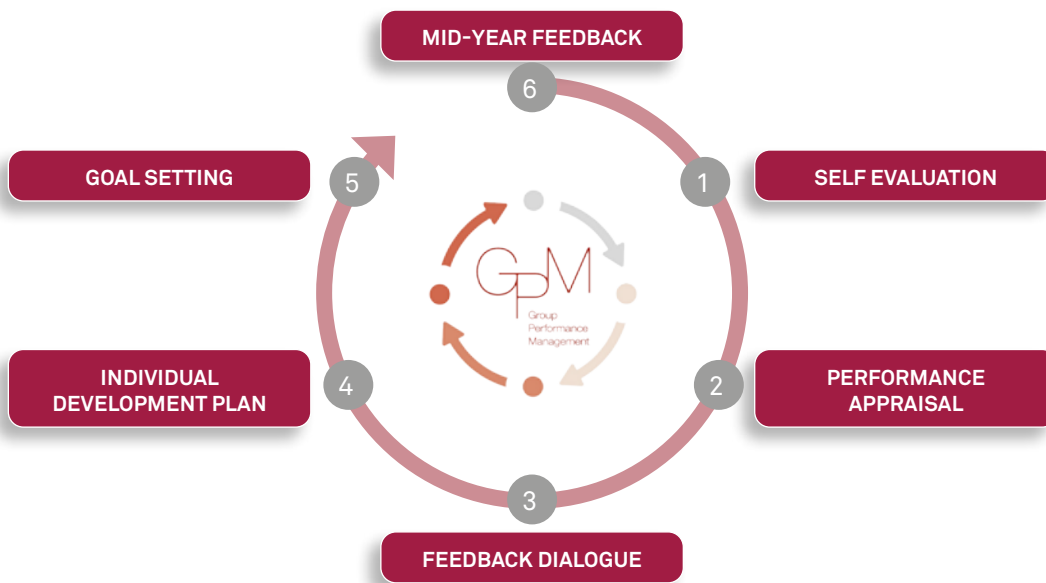 MID-YEAR FEEDBACK
6
GOAL SETTING
5
1
SELF EVALUATION
GPM
Group
Performance
Management
INDIVIDUAL
DEVELOPMENT PLAN
4
2
PERFORMANCE
APPRAISAL
3
FEEDBACK DIALOGUE